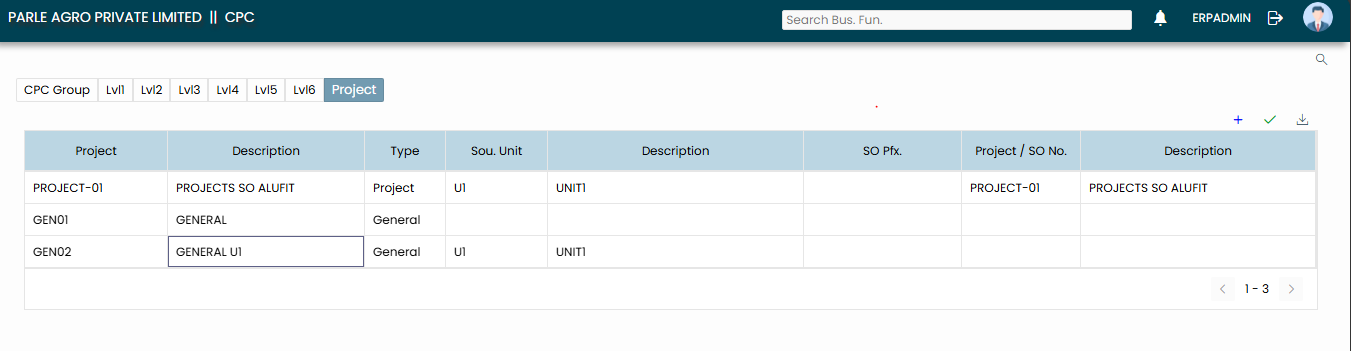 PARLE AGRO PRIVATE LIMITED || CPC Search Bus. Fun. ERPADMIN
CPC Group Lvl1 Lvl2 Lvl3 Lvl4 Lvl5 Lvl6 Project
Project Description Type Sou. Unit Description SO Pfx. Project / SO No. Description
PROJECT-01 PROJECTS SO ALUFIT Project U1 UNIT1 PROJECT-01 PROJECTS SO ALUFIT
GEN01 GENERAL General
GEN02 GENERAL U1 General U1 UNIT1
1 - 3